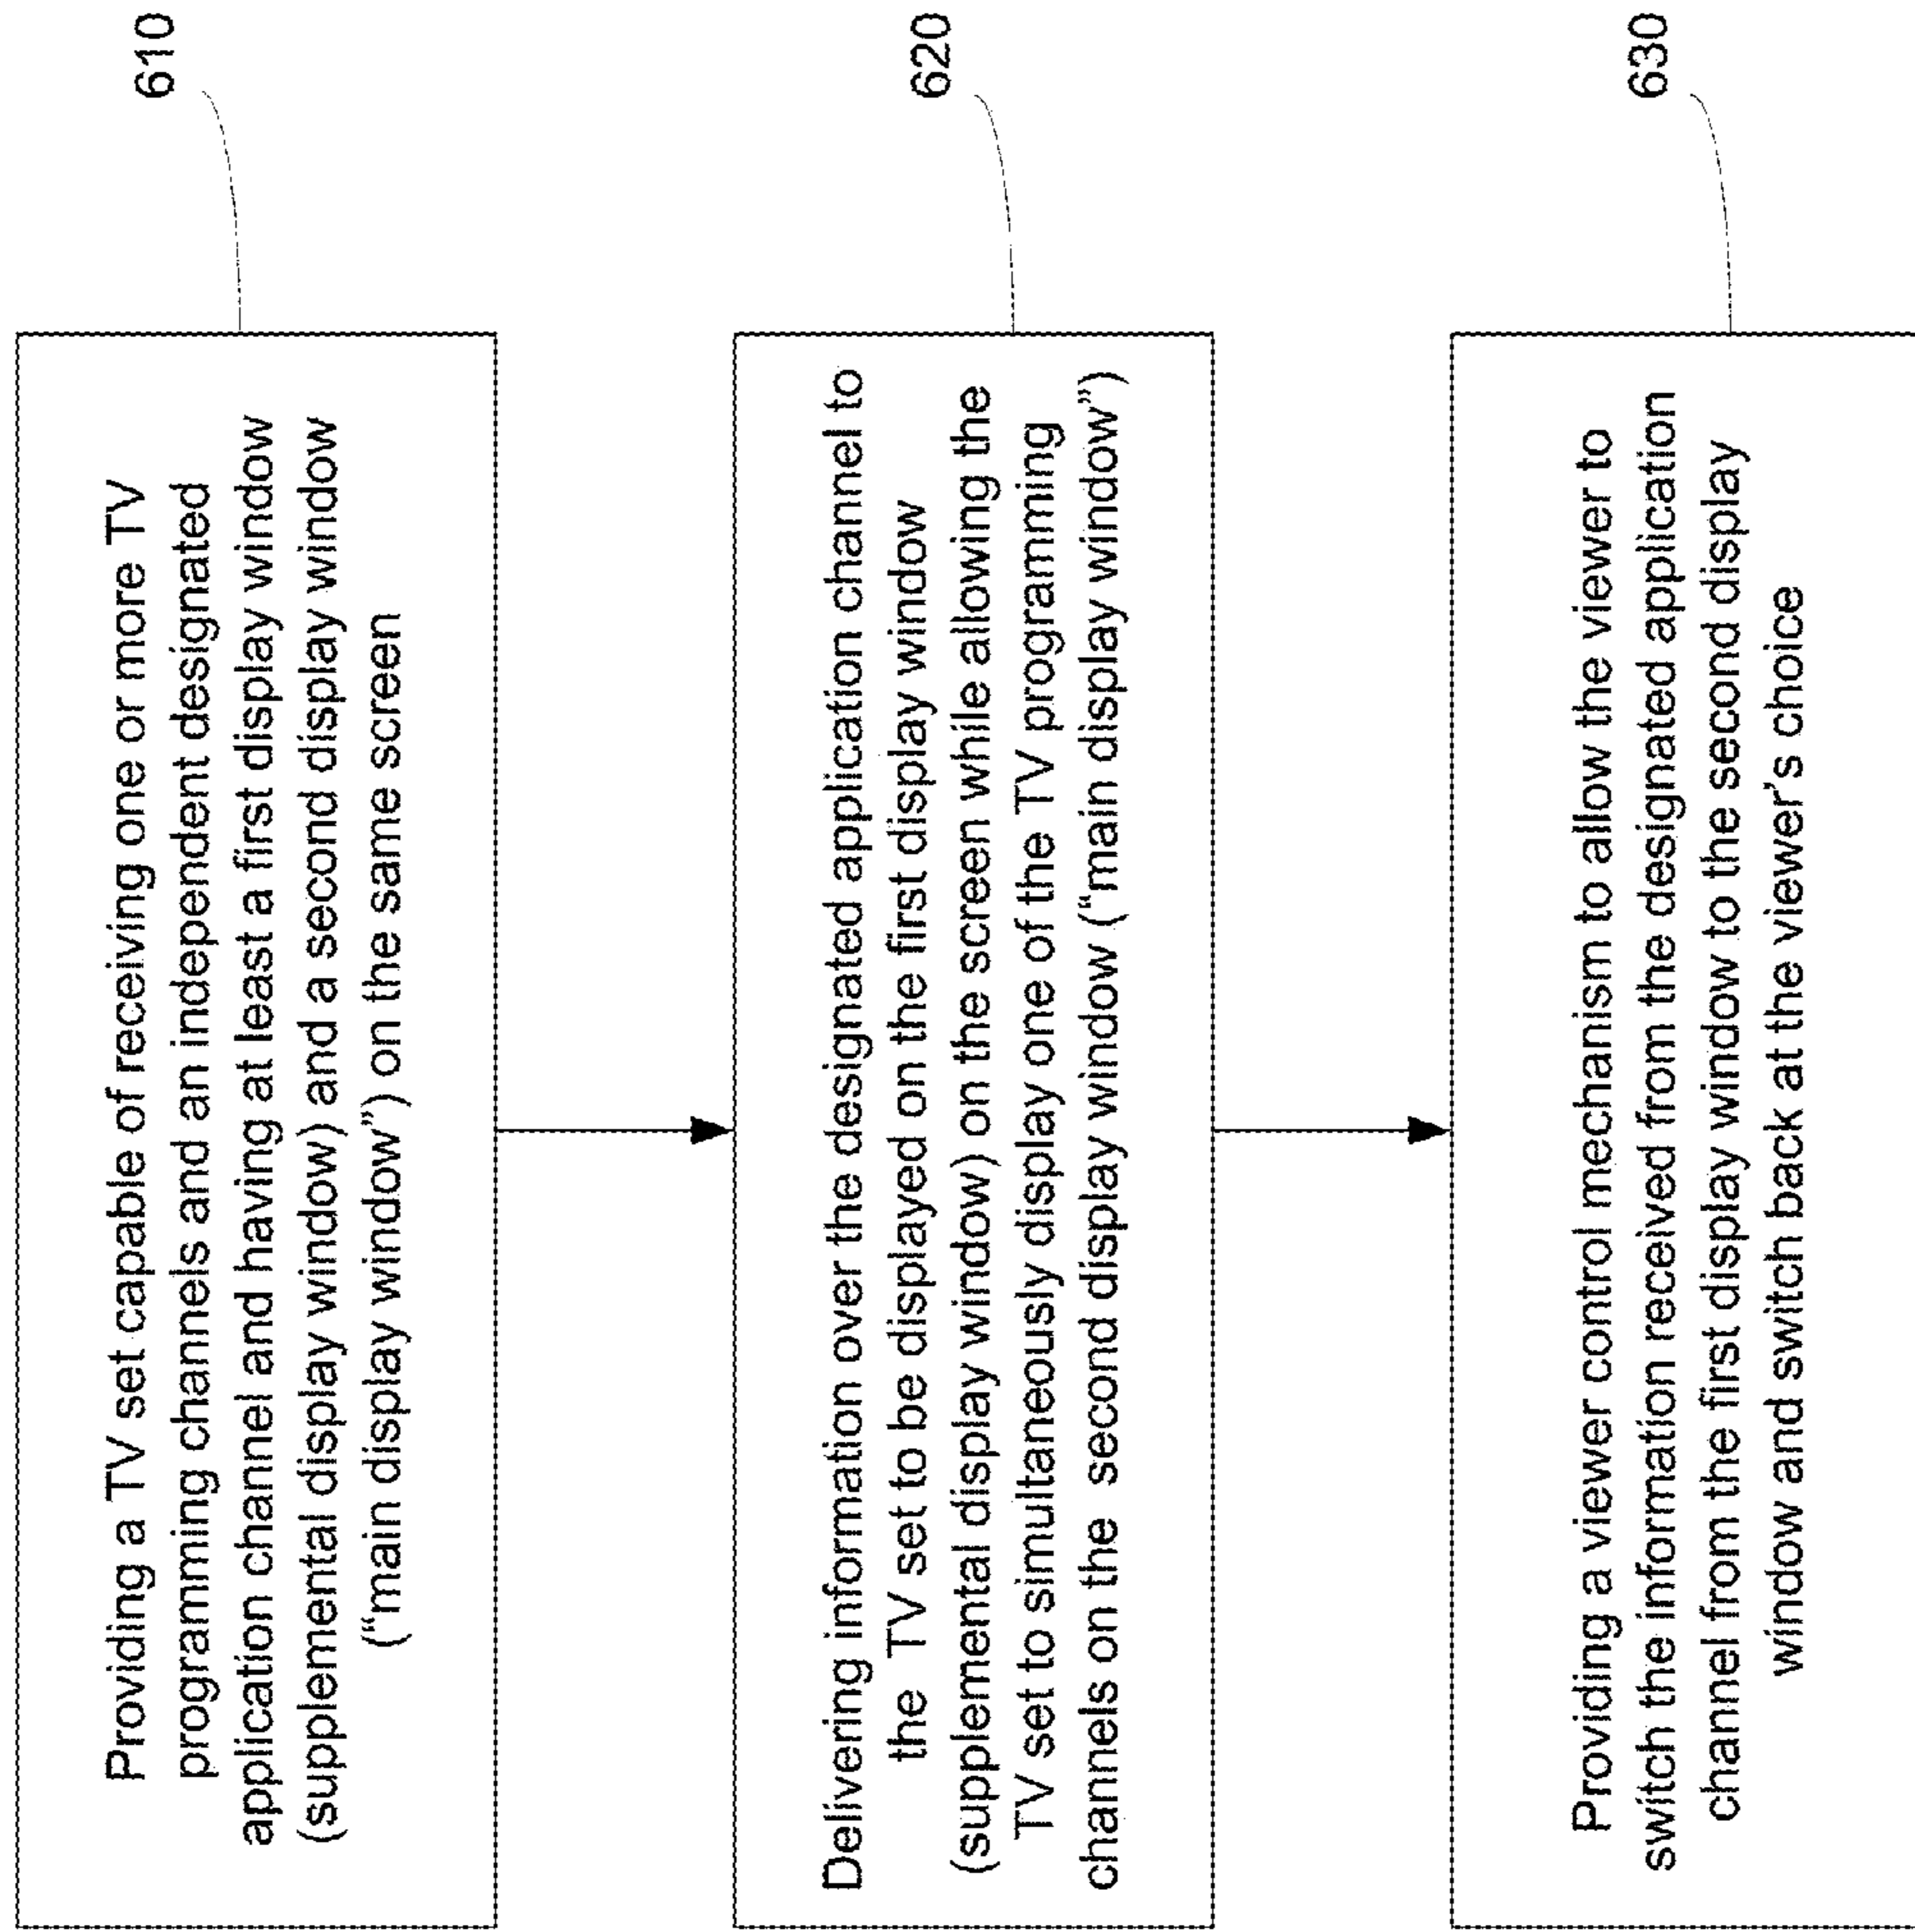 Providing a TV set capable of receiving one or more TV
programming channels and an independent designated
application channel and having at least a first display window
(supplemental display window) and a second display window
(“main display window”) on the same screen
610
Delivering information over the designated application channel to
the TV set to be displayed on the first display window
(supplemental display window) on the screen while allowing the
TV set to simultaneously display one of the TV programming
channels on the second display window (“main display window”)
620
Providing a viewer control mechanism to allow the viewer to
switch the information received from the designated application
channel from the first display window to the second display
window and switch back at the viewer's choice
630